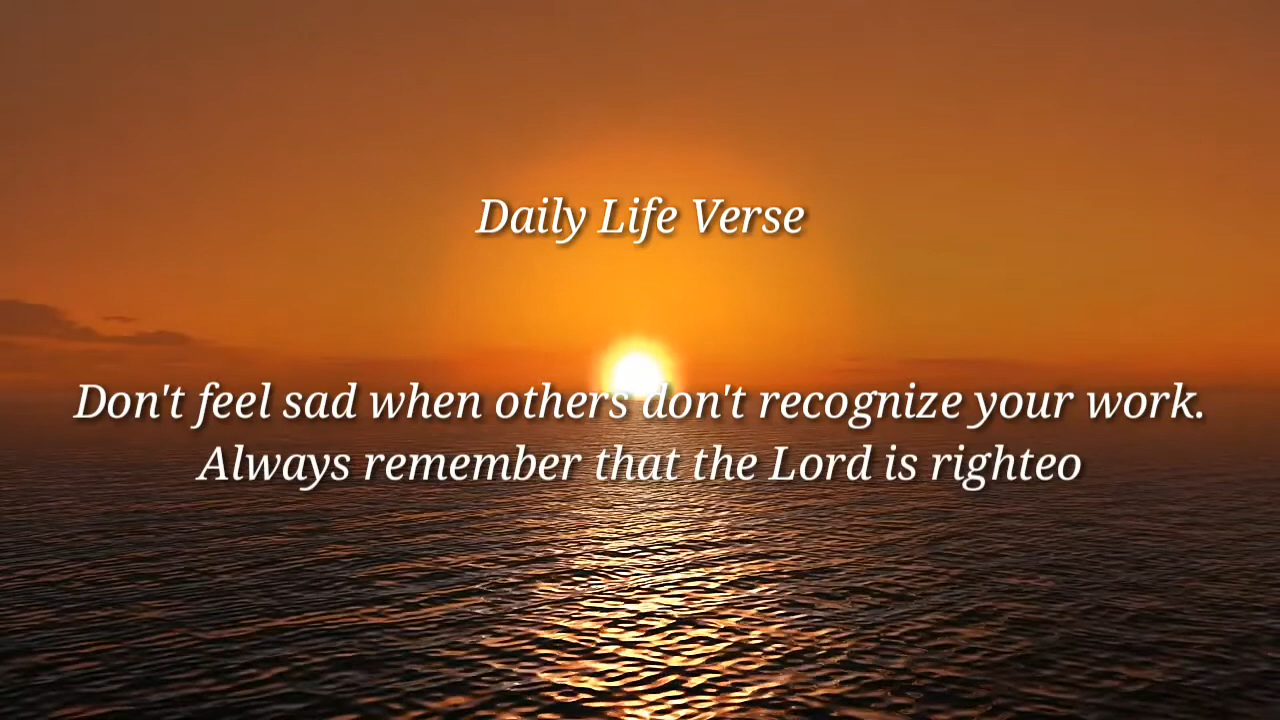 Daily Life Verse
Don't feel sad when others don't recognize your work.
Always remember that the Lord is righteo